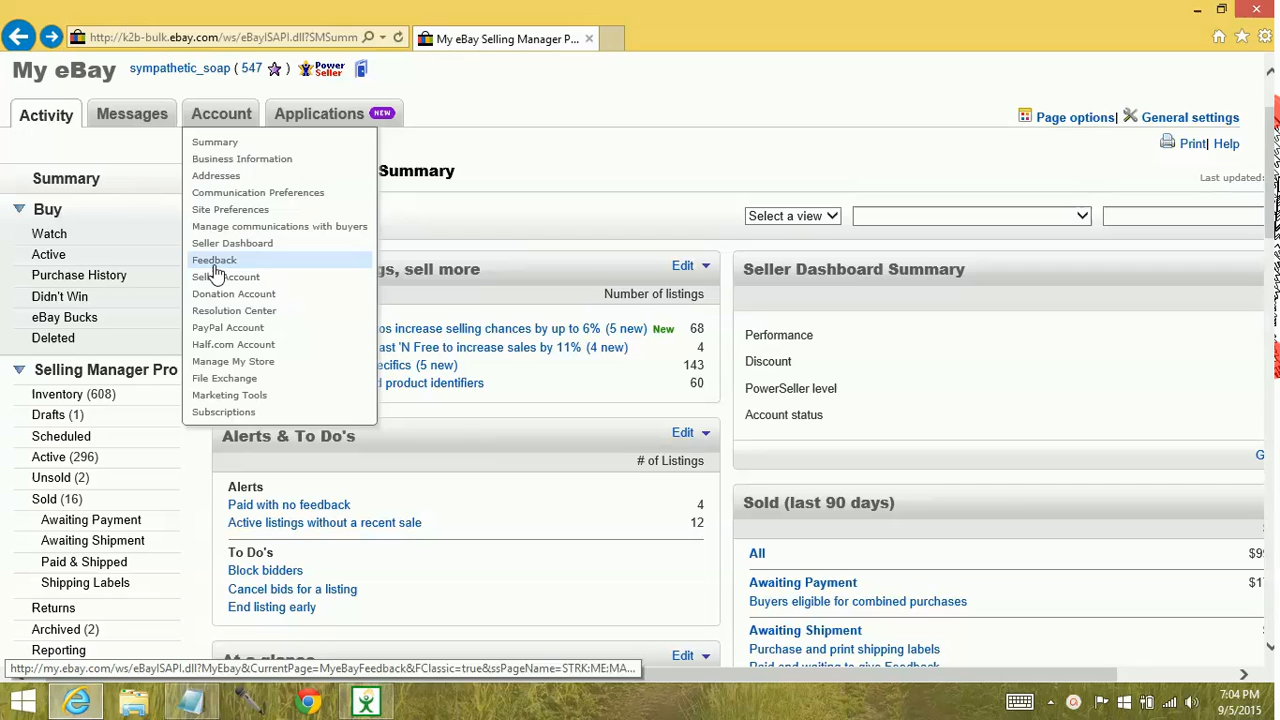 http://k2b-bulk.ebay.com/ws/eBayISAPI.dll?SMSumm
My eBay Selling Manager P...
My eBay
sympathetic_soap ( 547 )
Power Seller
Activity
Messages
Account
Applications NEW
Page options|
General settings
Print| Help
Summary
Business Information
Addresses
Communication Preferences
Site Preferences
Manage communications with buyers
Seller Dashboard
Feedback
Account
Donation Account
Resolution Center
PayPal Account
Half.com Account
Manage My Store
File Exchange
Marketing Tools
Subscriptions
Summary
Last updated:
Select a view
Summary
Buy
Watch
Active
Purchase History
Didn't Win
eBay Bucks
Deleted
Selling Manager Pro
Inventory (608)
Drafts (1)
Scheduled
Active (296)
Unsold (2)
Sold (16)
Awaiting Payment
Awaiting Shipment
Paid & Shipped
Shipping Labels
Returns
Archived (2)
Reporting
gs, sell more
Edit
Number of listings
os increase selling chances by up to 6% (5 new) New 68
ast 'N Free to increase sales by 11% (4 new) 4
ecifics (5 new) 143
d product identifiers 60
Alerts & To Do's
Edit
# of Listings
Alerts
Paid with no feedback 4
Active listings without a recent sale 12
To Do's
Block bidders
Cancel bids for a listing
End listing early
At a glance
Edit
Seller Dashboard Summary
Performance
Discount
PowerSeller level
Account status
G
Sold (last 90 days)
All $9
Awaiting Payment $1
Buyers eligible for combined purchases
Awaiting Shipment
Purchase and print shipping labels
Paid and waiting to give Feedback
http://my.ebay.com/ws/eBayISAPI.dll?MyEbay&CurrentPage=MyeBayFeedback&FClassic=true&ssPageName=STRK:ME:MA...
7:04 PM
9/5/2015